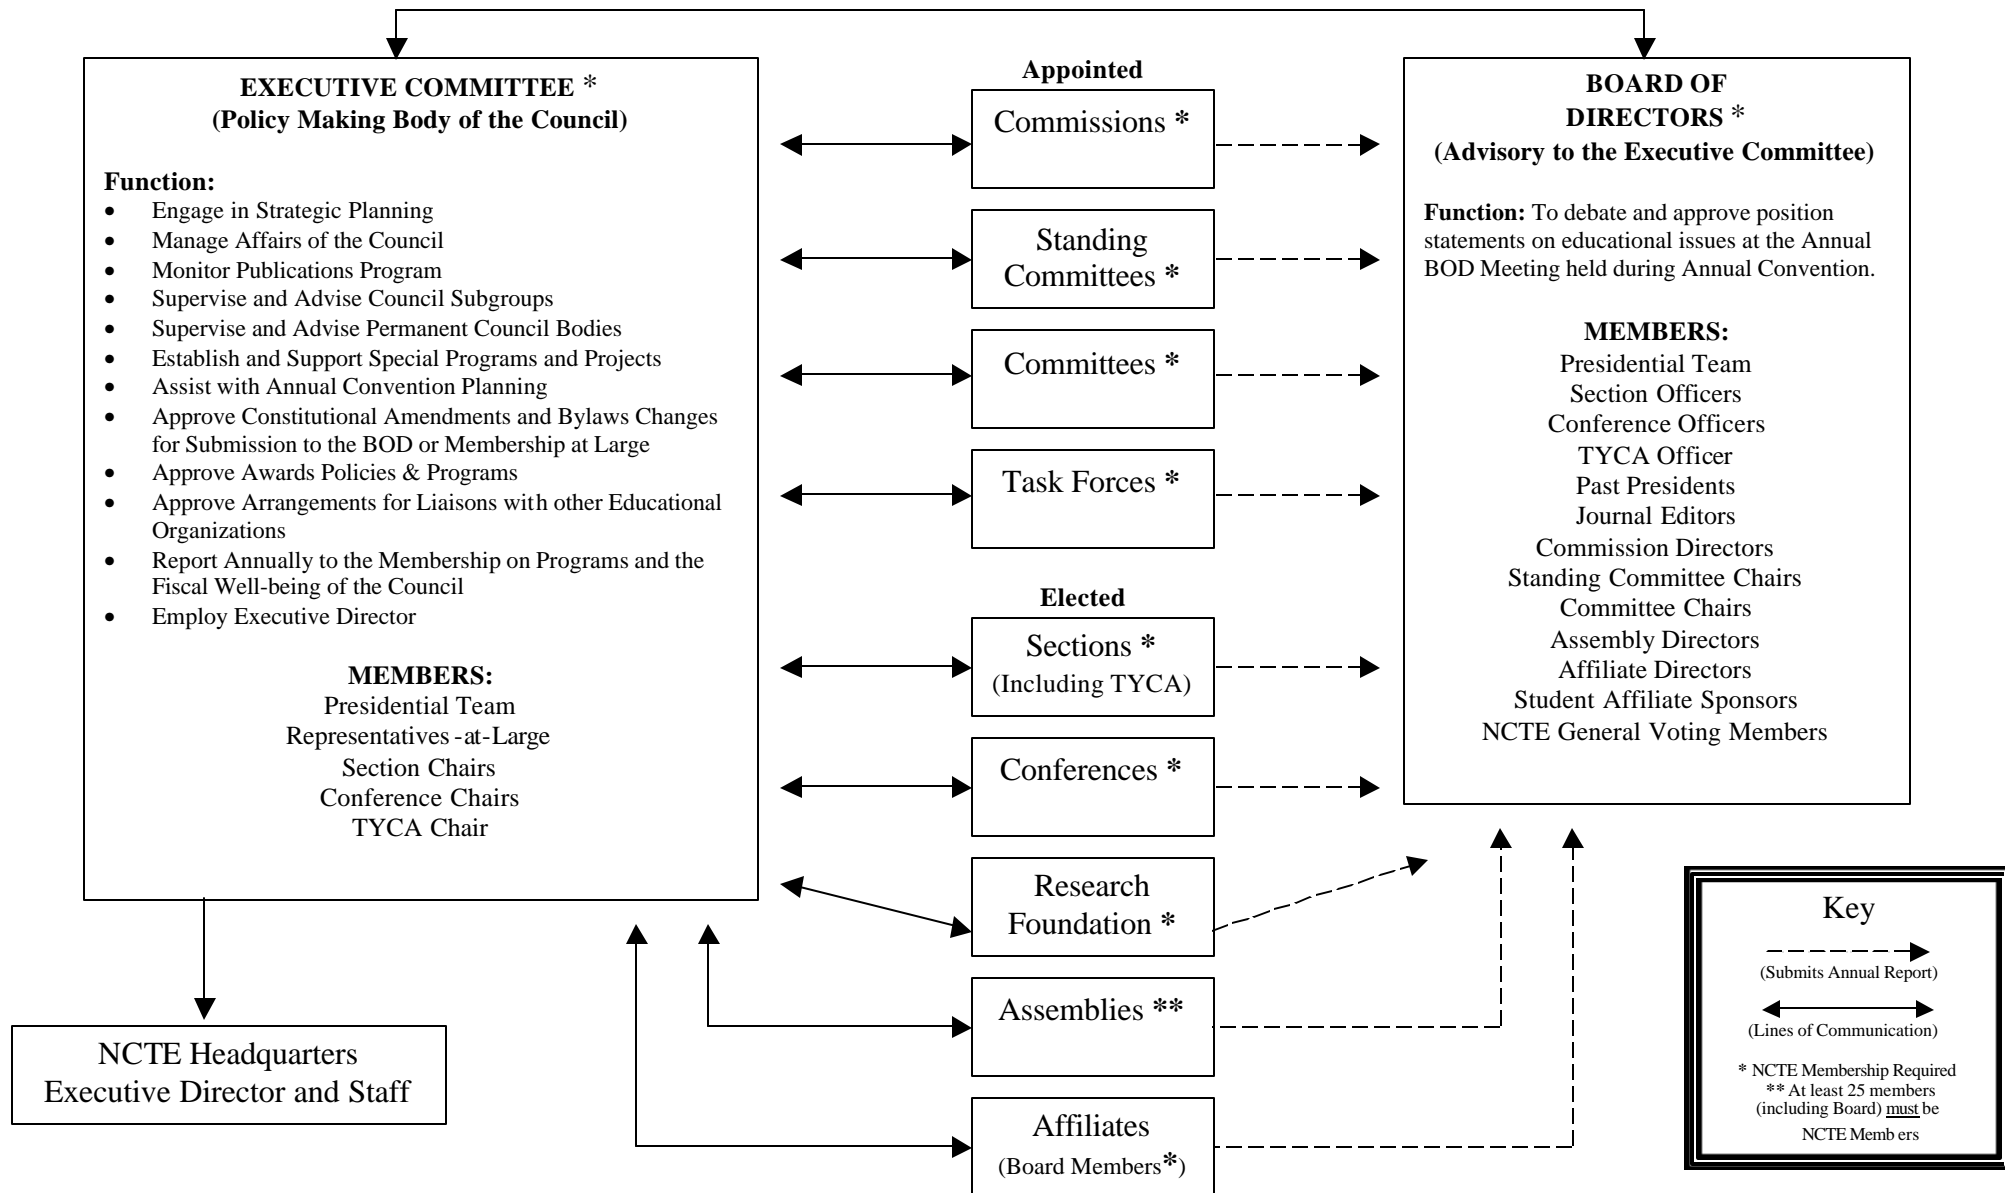 EXECUTIVE COMMITTEE *
(Policy Making Body of the Council)
Function:
• Engage in Strategic Planning
• Manage Affairs of the Council
• Monitor Publications Program
• Supervise and Advise Council Subgroups
• Supervise and Advise Permanent Council Bodies
• Establish and Support Special Programs and Projects
• Assist with Annual Convention Planning
• Approve Constitutional Amendments and Bylaws Changes
for Submission to the BOD or Membership at Large
• Approve Awards Policies & Programs
• Approve Arrangements for Liaisons with other Educational
Organizations
• Report Annually to the Membership on Programs and the
Fiscal Well-being of the Council
• Employ Executive Director
MEMBERS:
Presidential Team
Representatives-at-Large
Section Chairs
Conference Chairs
TYCA Chair
NCTE Headquarters
Executive Director and Staff
Appointed
Commissions *
Standing
Committees *
Committees *
Task Forces *
Elected
Sections *
(Including TYCA)
Conferences *
Research
Foundation *
Assemblies **
Affiliates
(Board Members*)
BOARD OF
DIRECTORS *
(Advisory to the Executive Committee)
Function: To debate and approve position
statements on educational issues at the Annual
BOD Meeting held during Annual Convention.
MEMBERS:
Presidential Team
Section Officers
Conference Officers
TYCA Officer
Past Presidents
Journal Editors
Commission Directors
Standing Committee Chairs
Committee Chairs
Assembly Directors
Affiliate Directors
Student Affiliate Sponsors
NCTE General Voting Members
Key
(Submits Annual Report)
(Lines of Communication)
* NCTE Membership Required
** At least 25 members
(including Board) must be
NCTE Members